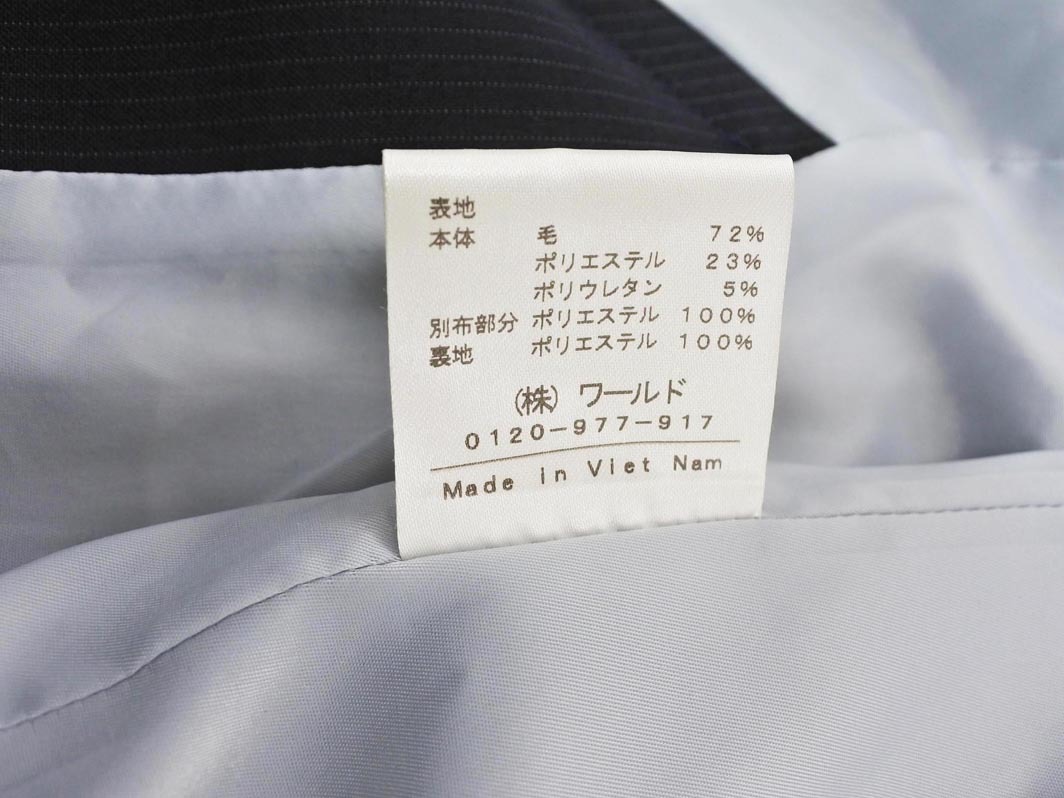 表地
本体 毛 72%
ポリエステル 23%
ポリウレタン 5%
別布部分 ポリエステル 100%
裏地 ポリエステル 100%
(株) ワールド
0120-977-917
Made in Viet Nam